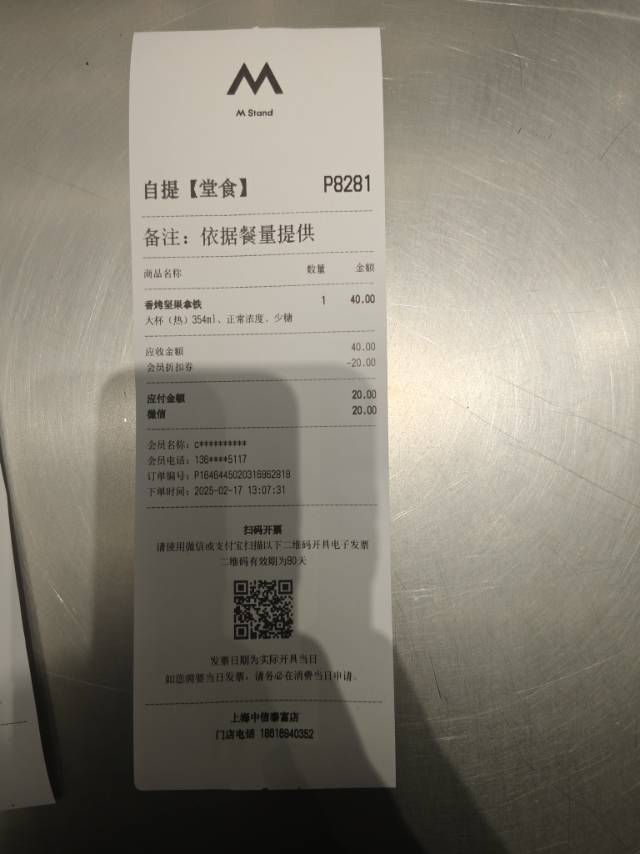 M Stand
自提【堂食】 P8281
备注：依据餐量提供
商品名称 数量 金额
香烤坚果拿铁 1 40.00
大杯（热）354ml、正常浓度、少糖
应收金额 40.00
会员折扣券 -20.00
应付金额 20.00
微信 20.00
会员名称：c**********
会员电话：136****5117
订单编号：P1646445020316962818
下单时间：2025-02-17 13:07:31
扫码开票
请使用微信或支付宝扫描以下二维码开具电子发票
二维码有效期为90天
发票日期为实际开具当日
如您需要当日发票，请务必在消费当日申请。
上海中信泰富店
门店电话 18616940352